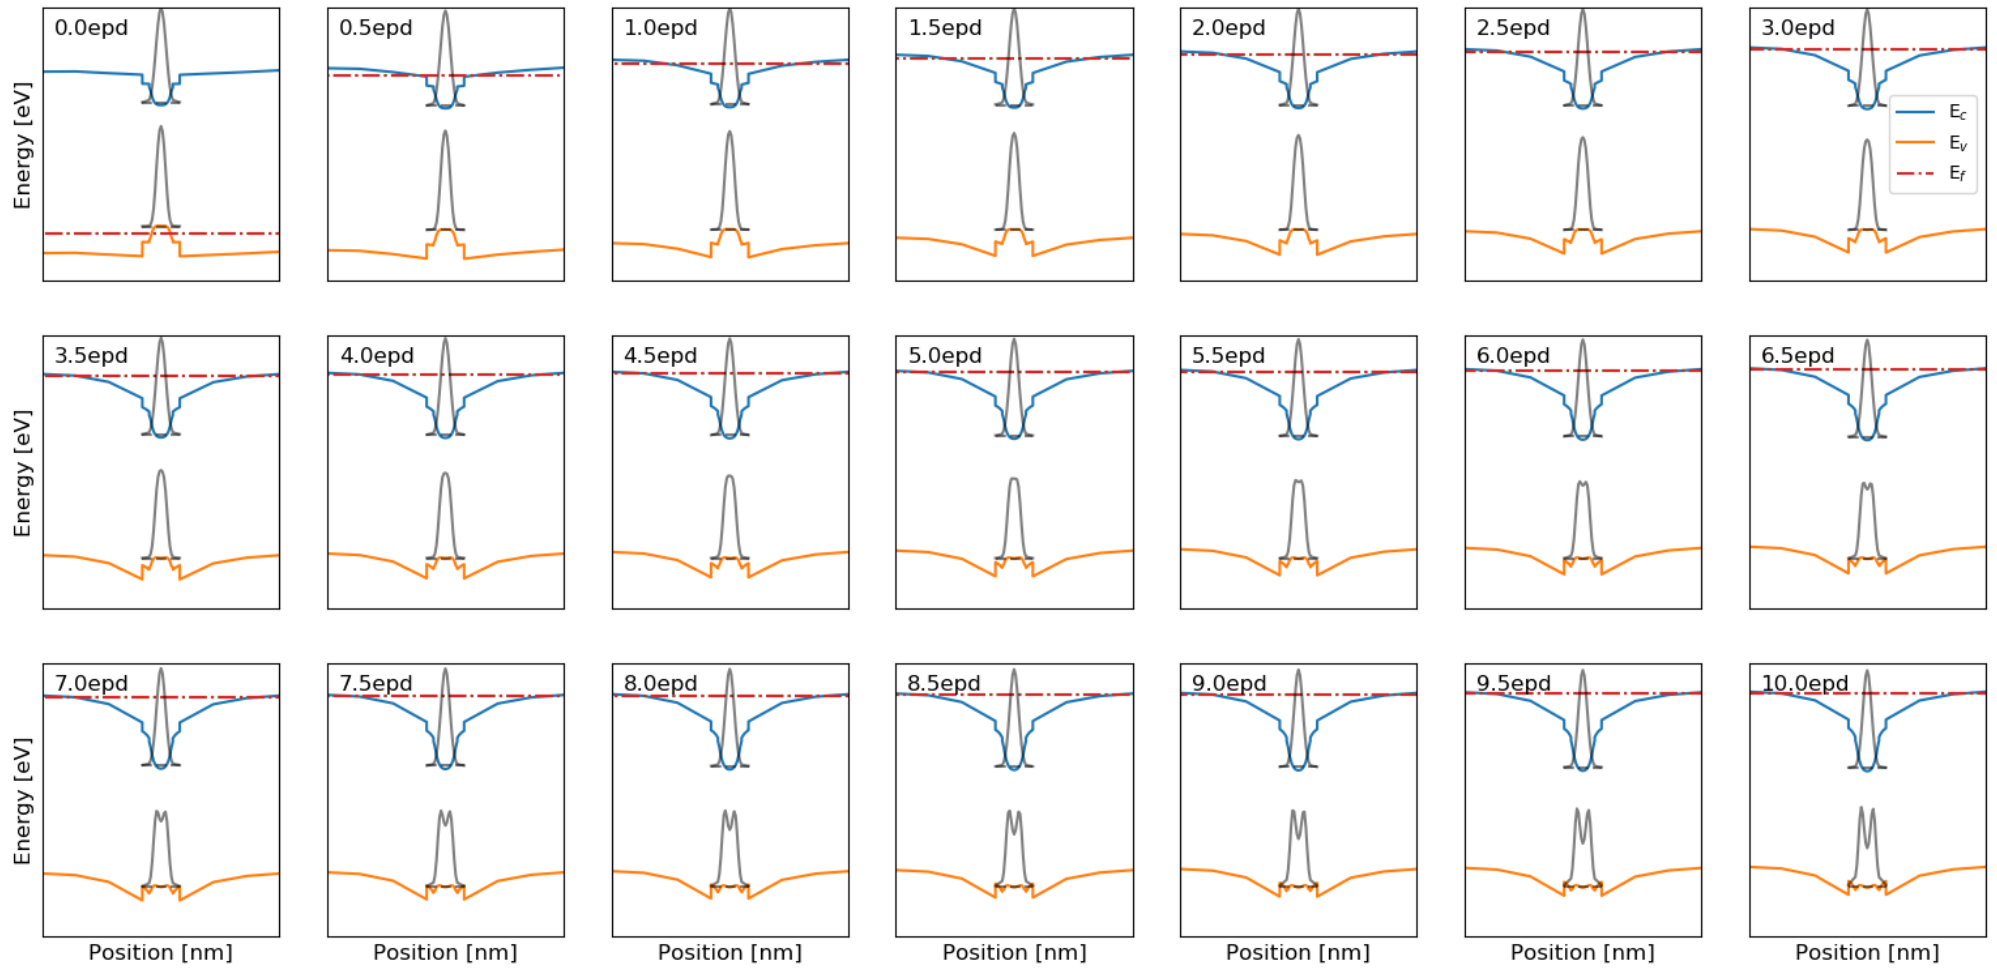 0.0epd
0.5epd
1.0epd
1.5epd
2.0epd
2.5epd
3.0epd
Energy [eV]
E_c
E_v
E_f
3.5epd
4.0epd
4.5epd
5.0epd
5.5epd
6.0epd
6.5epd
Energy [eV]
7.0epd
7.5epd
8.0epd
8.5epd
9.0epd
9.5epd
10.0epd
Energy [eV]
Position [nm]
Position [nm]
Position [nm]
Position [nm]
Position [nm]
Position [nm]
Position [nm]